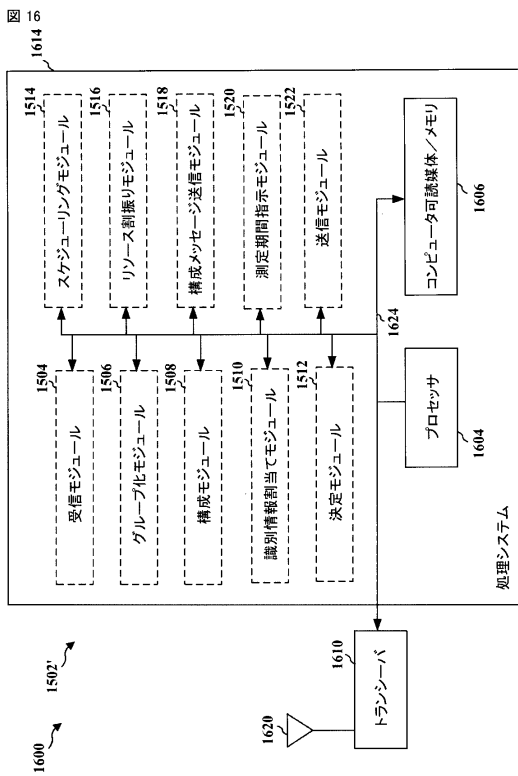 図 16
1600
1502'
1614
1504
受信モジュール
1506
グループ化モジュール
1508
構成モジュール
1510
識別情報割当てモジュール
1512
決定モジュール
1514
スケジューリングモジュール
1516
リソース割振りモジュール
1518
構成メッセージ送信モジュール
1520
測定期間指示モジュール
1522
送信モジュール
1624
プロセッサ
1604
コンピュータ可読媒体/メモリ
1606
処理システム
1620
トランシーバ
1610